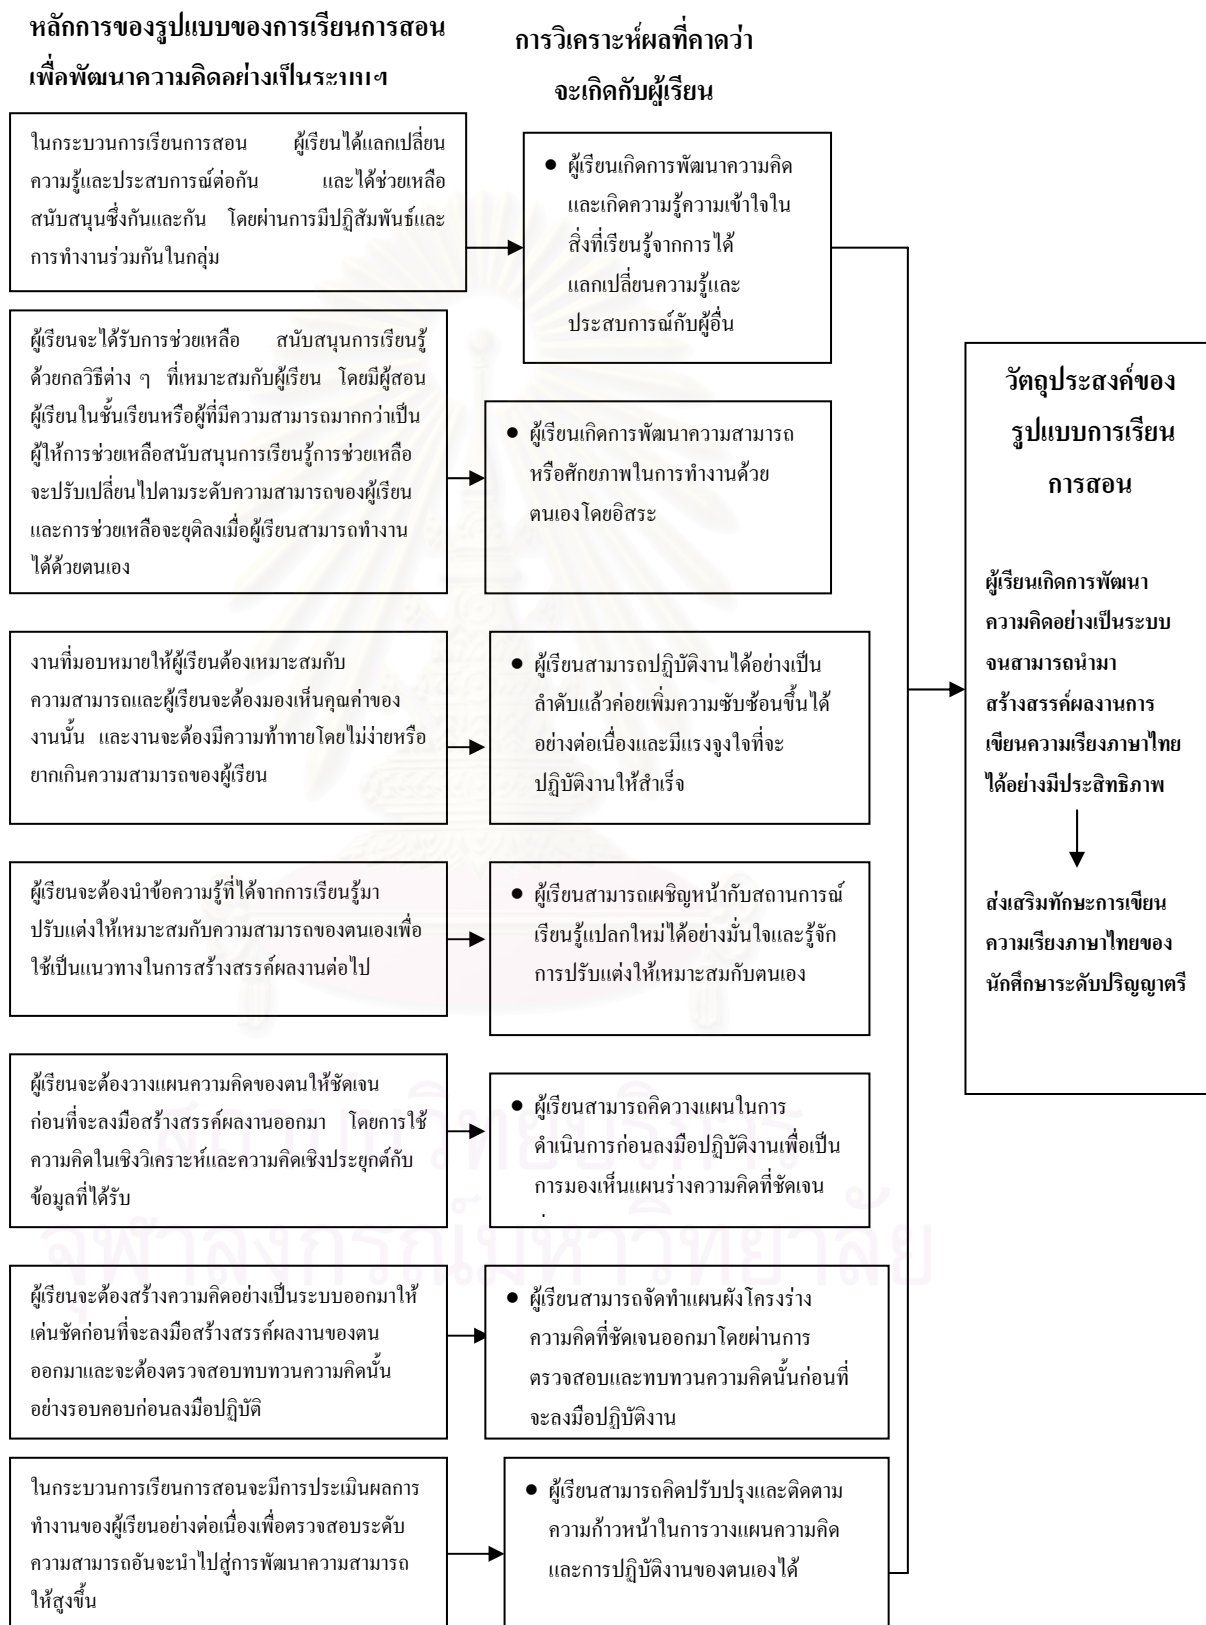 หลักการของรูปแบบของการเรียนการสอน
เพื่อพัฒนาความคิดอย่างเป็นระบบฯ
การวิเคราะห์ผลที่คาดว่า
จะเกิดกับผู้เรียน
ในกระบวนการเรียนการสอน ผู้เรียนได้แลกเปลี่ยน
ความรู้และประสบการณ์ต่อกัน และได้ช่วยเหลือ
สนับสนุนซึ่งกันและกัน โดยผ่านการมีปฏิสัมพันธ์และ
การทำงานร่วมกันในกลุ่ม
• ผู้เรียนเกิดการพัฒนาความคิด
และเกิดความรู้ความเข้าใจใน
สิ่งที่เรียนรู้จากการได้
แลกเปลี่ยนความรู้และ
ประสบการณ์กับผู้อื่น
ผู้เรียนจะได้รับการช่วยเหลือ สนับสนุนการเรียนรู้
ด้วยกลวิธีต่าง ๆ ที่เหมาะสมกับผู้เรียน โดยมีผู้สอน
ผู้เรียนในชั้นเรียนหรือผู้ที่มีความสามารถมากกว่าเป็น
ผู้ให้การช่วยเหลือสนับสนุนการเรียนรู้การช่วยเหลือ
จะปรับเปลี่ยนไปตามระดับความสามารถของผู้เรียน
และการช่วยเหลือจะยุติลงเมื่อผู้เรียนสามารถทำงาน
ได้ด้วยตนเอง
• ผู้เรียนเกิดการพัฒนาความสามารถ
หรือศักยภาพในการทำงานด้วย
ตนเองโดยอิสระ
งานที่มอบหมายให้ผู้เรียนต้องเหมาะสมกับ
ความสามารถและผู้เรียนจะต้องมองเห็นคุณค่าของ
งานนั้น และงานจะต้องมีความท้าทายโดยไม่ง่ายหรือ
ยากเกินความสามารถของผู้เรียน
• ผู้เรียนสามารถปฏิบัติงานได้อย่างเป็น
ลำดับแล้วค่อยเพิ่มความซับซ้อนขึ้นได้
อย่างต่อเนื่องและมีแรงจูงใจที่จะ
ปฏิบัติงานให้สำเร็จ
ผู้เรียนจะต้องนำข้อความรู้ที่ได้จากการเรียนรู้มา
ปรับแต่งให้เหมาะสมกับความสามารถของตนเองเพื่อ
ใช้เป็นแนวทางในการสร้างสรรค์ผลงานต่อไป
• ผู้เรียนสามารถเผชิญหน้ากับสถานการณ์
เรียนรู้แปลกใหม่ได้อย่างมั่นใจและรู้จัก
การปรับแต่งให้เหมาะสมกับตนเอง
ผู้เรียนจะต้องวางแผนความคิดของตนให้ชัดเจน
ก่อนที่จะลงมือสร้างสรรค์ผลงานออกมา โดยการใช้
ความคิดในเชิงวิเคราะห์และความคิดเชิงประยุกต์กับ
ข้อมูลที่ได้รับ
• ผู้เรียนสามารถคิดวางแผนในการ
ดำเนินการก่อนลงมือปฏิบัติงานเพื่อเป็น
การมองเห็นแผนร่างความคิดที่ชัดเจน
ผู้เรียนจะต้องสร้างความคิดอย่างเป็นระบบออกมาให้
เด่นชัดก่อนที่จะลงมือสร้างสรรค์ผลงานของตน
ออกมาและจะต้องตรวจสอบทบทวนความคิดนั้น
อย่างรอบคอบก่อนลงมือปฏิบัติ
• ผู้เรียนสามารถจัดทำแผนผังโครงร่าง
ความคิดที่ชัดเจนออกมาโดยผ่านการ
ตรวจสอบและทบทวนความคิดนั้นก่อนที่
จะลงมือปฏิบัติงาน
ในกระบวนการเรียนการสอนจะมีการประเมินผลการ
ทำงานของผู้เรียนอย่างต่อเนื่องเพื่อตรวจสอบระดับ
ความสามารถอันจะนำไปสู่การพัฒนาความสามารถ
ให้สูงขึ้น
• ผู้เรียนสามารถคิดปรับปรุงและติดตาม
ความก้าวหน้าในการวางแผนความคิด
และการปฏิบัติงานของตนเองได้
วัตถุประสงค์ของ
รูปแบบการเรียน
การสอน
ผู้เรียนเกิดการพัฒนา
ความคิดอย่างเป็นระบบ
จนสามารถนำมา
สร้างสรรค์ผลงานการ
เขียนความเรียงภาษาไทย
ได้อย่างมีประสิทธิภาพ
ส่งเสริมทักษะการเขียน
ความเรียงภาษาไทยของ
นักศึกษาระดับปริญญาตรี
สถาบันวิทยบริการ
จุฬาลงกรณ์มหาวิทยาลัย